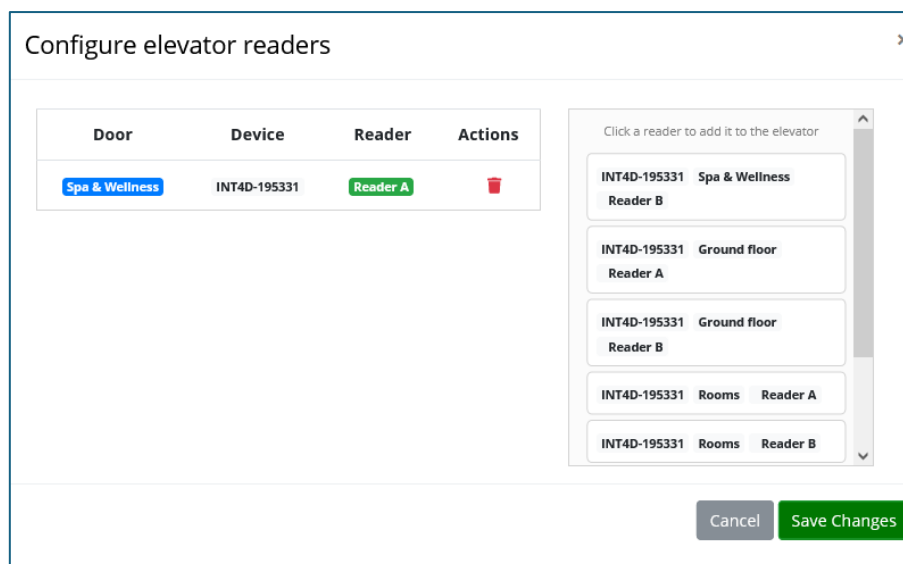 Configure elevator readers
×
Door Device Reader Actions
Spa & Wellness INT4D-195331 Reader A
Click a reader to add it to the elevator
INT4D-195331 Spa & Wellness
Reader B
INT4D-195331 Ground floor
Reader A
INT4D-195331 Ground floor
Reader B
INT4D-195331 Rooms Reader A
INT4D-195331 Rooms Reader B
Cancel Save Changes